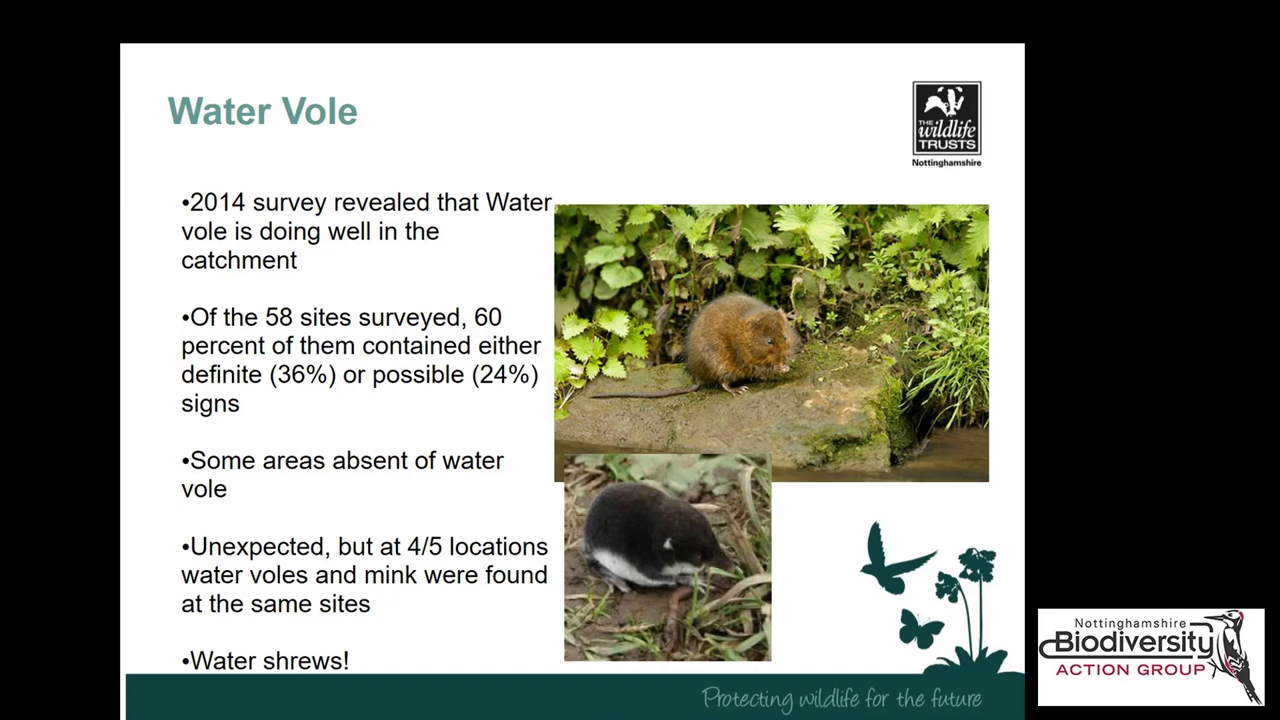 Water Vole
THE
wildlife
TRUSTS
Nottinghamshire
•2014 survey revealed that Water
vole is doing well in the
catchment
•Of the 58 sites surveyed, 60
percent of them contained either
definite (36%) or possible (24%)
signs
•Some areas absent of water
vole
•Unexpected, but at 4/5 locations
water voles and mink were found
at the same sites
•Water shrews!
Protecting wildlife for the future
Nottinghamshire
Biodiversity
ACTION GROUP